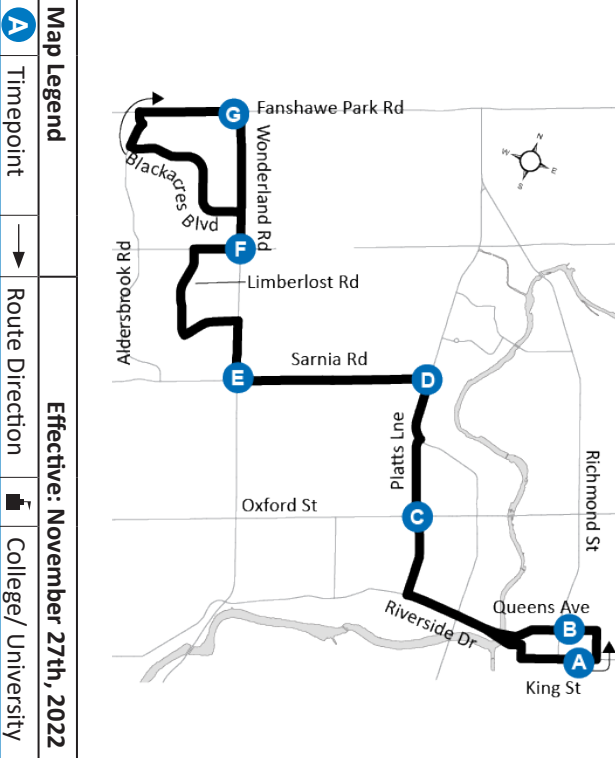 Map Legend
Effective: November 27th, 2022
A
Timepoint
Route Direction
College/ University
G
Fanshawe Park Rd
Wonderland Rd
Blackacres Blvd
N
W
E
S
F
Aldersbrook Rd
Limberlost Rd
Sarnia Rd
E
D
Platts Lne
Richmond St
Oxford St
C
Riverside Dr
Queens Ave
B
A
King St